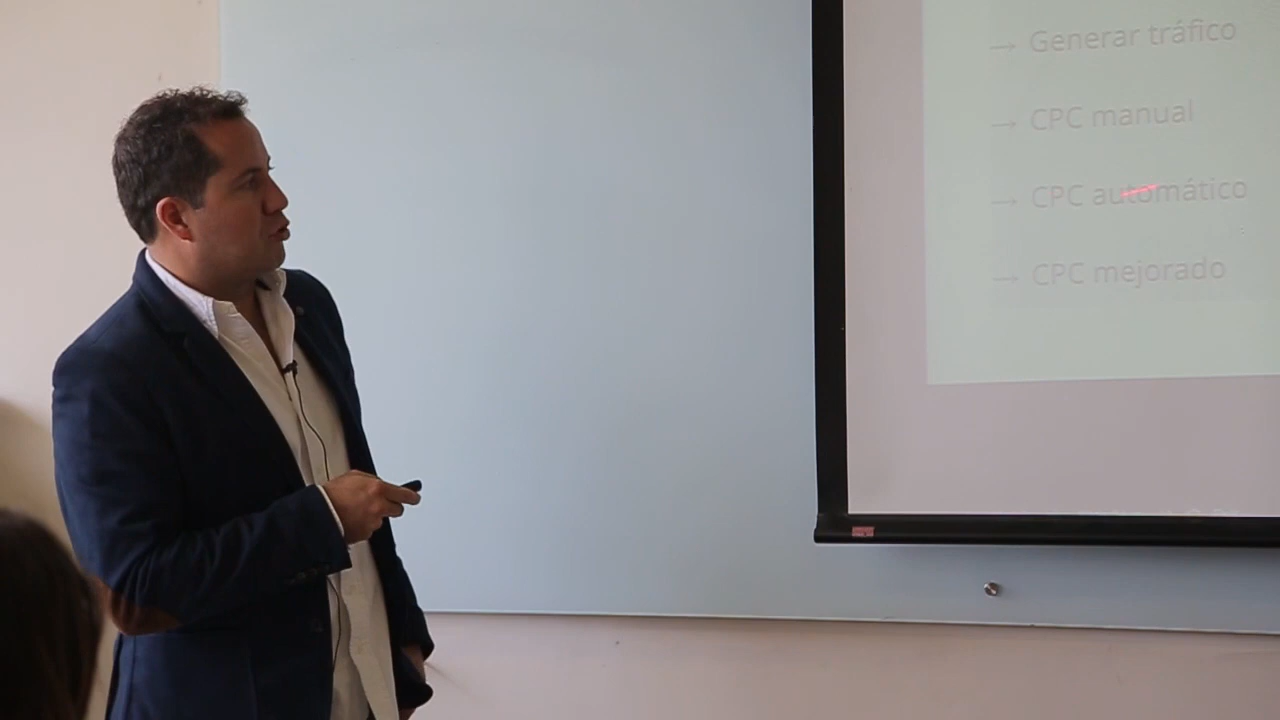 → Generar tráfico
→ CPC manual
→ CPC automático
→ CPC mejorado